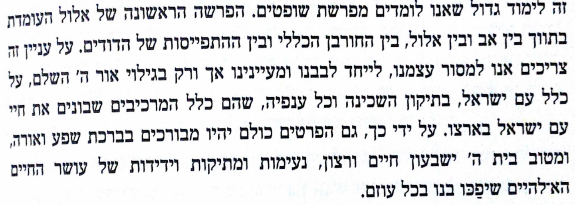 זה לימוד גדול שאנו לומדים מפרשת שופטים. הפרשה הראשונה של אלול העומדת
בתווך בין אב ובין אלול, בין החורבן הכללי ובין ההתפייסות של הדודים. על עניין זה
צריכים אנו למסור עצמנו, לייחד לבבנו ומעיינינו אך ורק בגילוי אור ה' השלם, על
כלל עם ישראל, בתיקון השכינה וכל ענפיה, שהם כלל המרכיבים שבונים את חיי
עם ישראל בארצו. על ידי כך, גם הפרטים כולם יהיו מבורכים בברכת שפע ואורה,
ומטוב בית ה' ישבעון חיים ורצון, נעימות ומתיקות וידידות של עושר החיים
הא־להיים שיפַכּוּ בנו בכל עוזם.